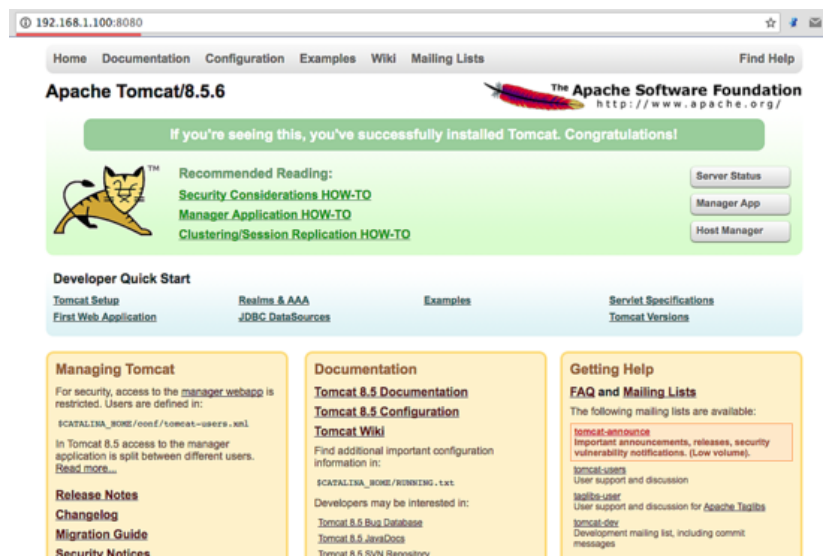 192.168.1.100:8080
Home Documentation Configuration Examples Wiki Mailing Lists Find Help
Apache Tomcat/8.5.6
The Apache Software Foundation
http://www.apache.org/
If you're seeing this, you've successfully installed Tomcat. Congratulations!
TM
Recommended Reading:
Security Considerations HOW-TO
Manager Application HOW-TO
Clustering/Session Replication HOW-TO
Server Status
Manager App
Host Manager
Developer Quick Start
Tomcat Setup
First Web Application
Realms & AAA
JDBC DataSources
Examples
Servlet Specifications
Tomcat Versions
Managing Tomcat
For security, access to the manager webapp is
restricted. Users are defined in:
$CATALINA_HOME/conf/tomcat-users.xml
In Tomcat 8.5 access to the manager
application is split between different users.
Read more...
Release Notes
Changelog
Migration Guide
Security Notices
Documentation
Tomcat 8.5 Documentation
Tomcat 8.5 Configuration
Tomcat Wiki
Find additional important configuration
information in:
$CATALINA_HOME/RUNNING.txt
Developers may be interested in:
Tomcat 8.5 Bug Database
Tomcat 8.5 JavaDocs
Tomcat 8.5 SVN Repository
Getting Help
FAQ and Mailing Lists
The following mailing lists are available:
tomcat-announce
Important announcements, releases, security
vulnerability notifications. (Low volume).
tomcat-users
User support and discussion
taglibs-user
User support and discussion for Apache Taglibs
tomcat-dev
Development mailing list, including commit
messages